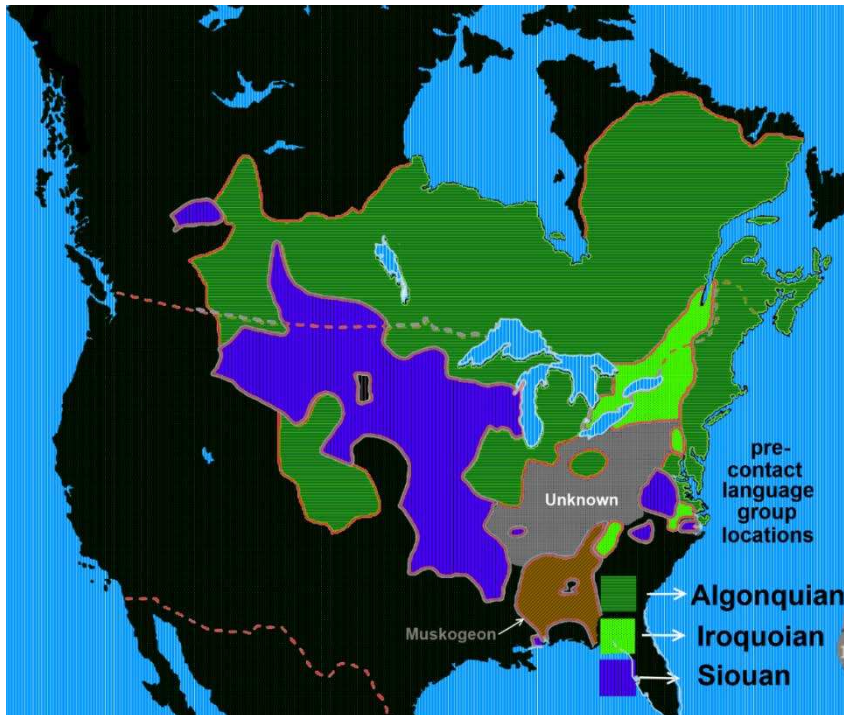 pre-
contact
language
group
locations
Unknown
Muskogeon
Algonquian
Iroquoian
Siouan